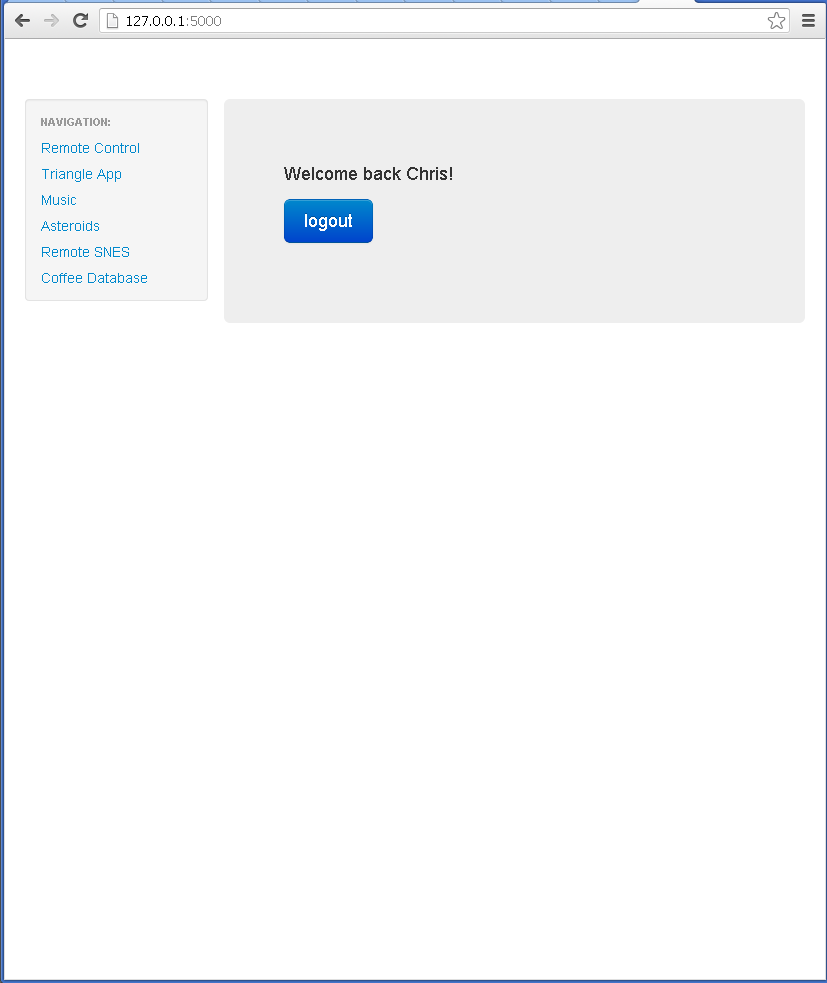 127.0.0.1:5000
NAVIGATION:
Remote Control
Triangle App
Music
Asteroids
Remote SNES
Coffee Database
Welcome back Chris!
logout